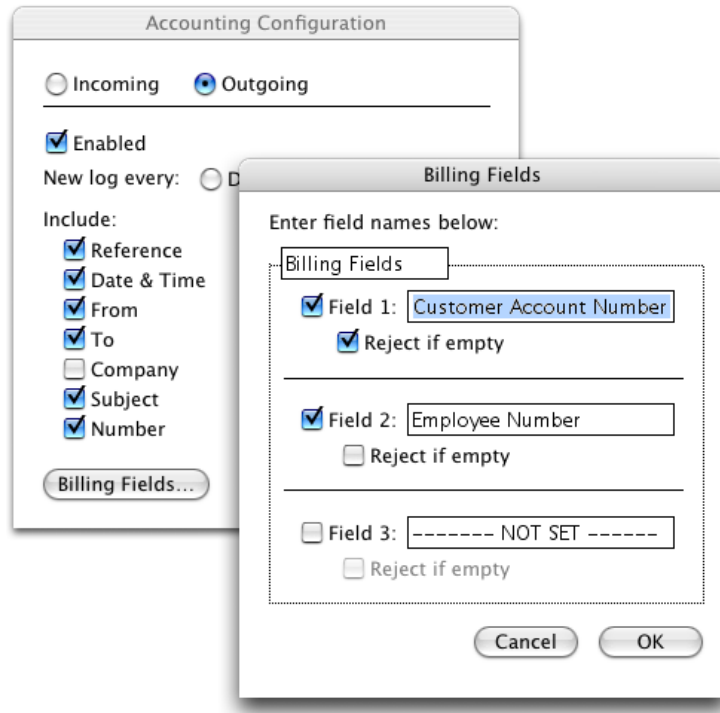 Accounting Configuration
Incoming Outgoing
Enabled
New log every: D
Include:
Reference
Date & Time
From
To
Company
Subject
Number
Billing Fields...
Billing Fields
Enter field names below:
Billing Fields
Field 1: Customer Account Number
Reject if empty
Field 2: Employee Number
Reject if empty
Field 3: ------- NOT SET ------
Reject if empty
Cancel OK